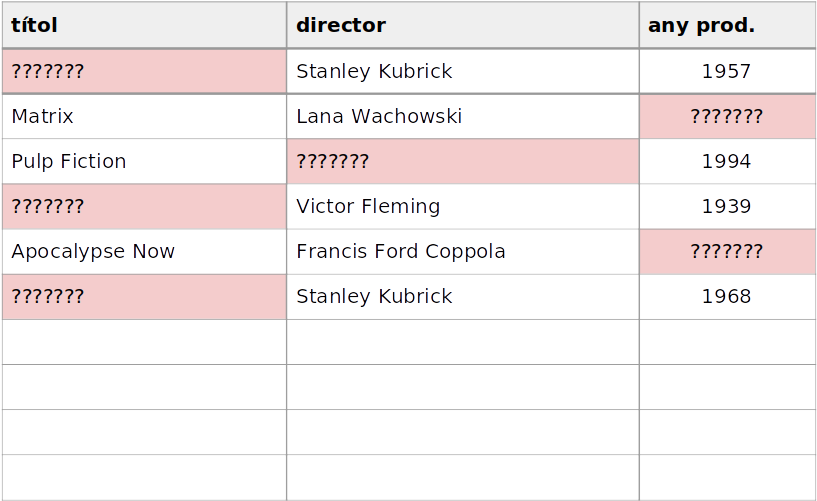 títol director any prod.
??????? Stanley Kubrick 1957
Matrix Lana Wachowski ???????
Pulp Fiction ??????? 1994
??????? Victor Fleming 1939
Apocalypse Now Francis Ford Coppola ???????
??????? Stanley Kubrick 1968